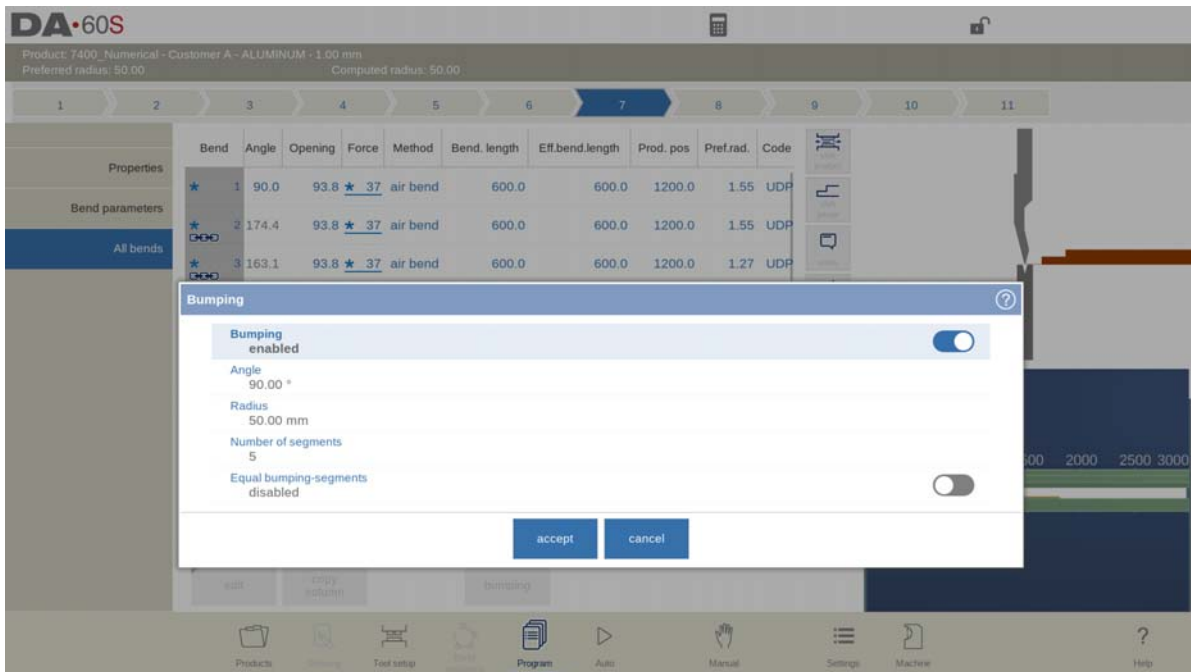 DA•60S
Product: 7400_Numerical - Customer A - ALUMINUM - 1.00 mm
Preferred radius: 50.00 Computed radius: 50.00
1 2 3 4 5 6 7 8 9 10 11
Properties
Bend parameters
All bends
Bend Angle Opening Force Method Bend. length Eff.bend.length Prod. pos Pref.rad. Code
1 90.0 93.8 * 37 air bend 600.0 600.0 1200.0 1.55 UDP
2 174.4 93.8 * 37 air bend 600.0 600.0 1200.0 1.55 UDP
3 163.1 93.8 * 37 air bend 600.0 600.0 1200.0 1.27 UDP
Bumping
Bumping
enabled
Angle
90.00 °
Radius
50.00 mm
Number of segments
5
Equal bumping-segments
disabled
accept cancel
2000 2500 3000
edit copy column bumping
Products Tool setup Program Auto Manual Settings Machine Help